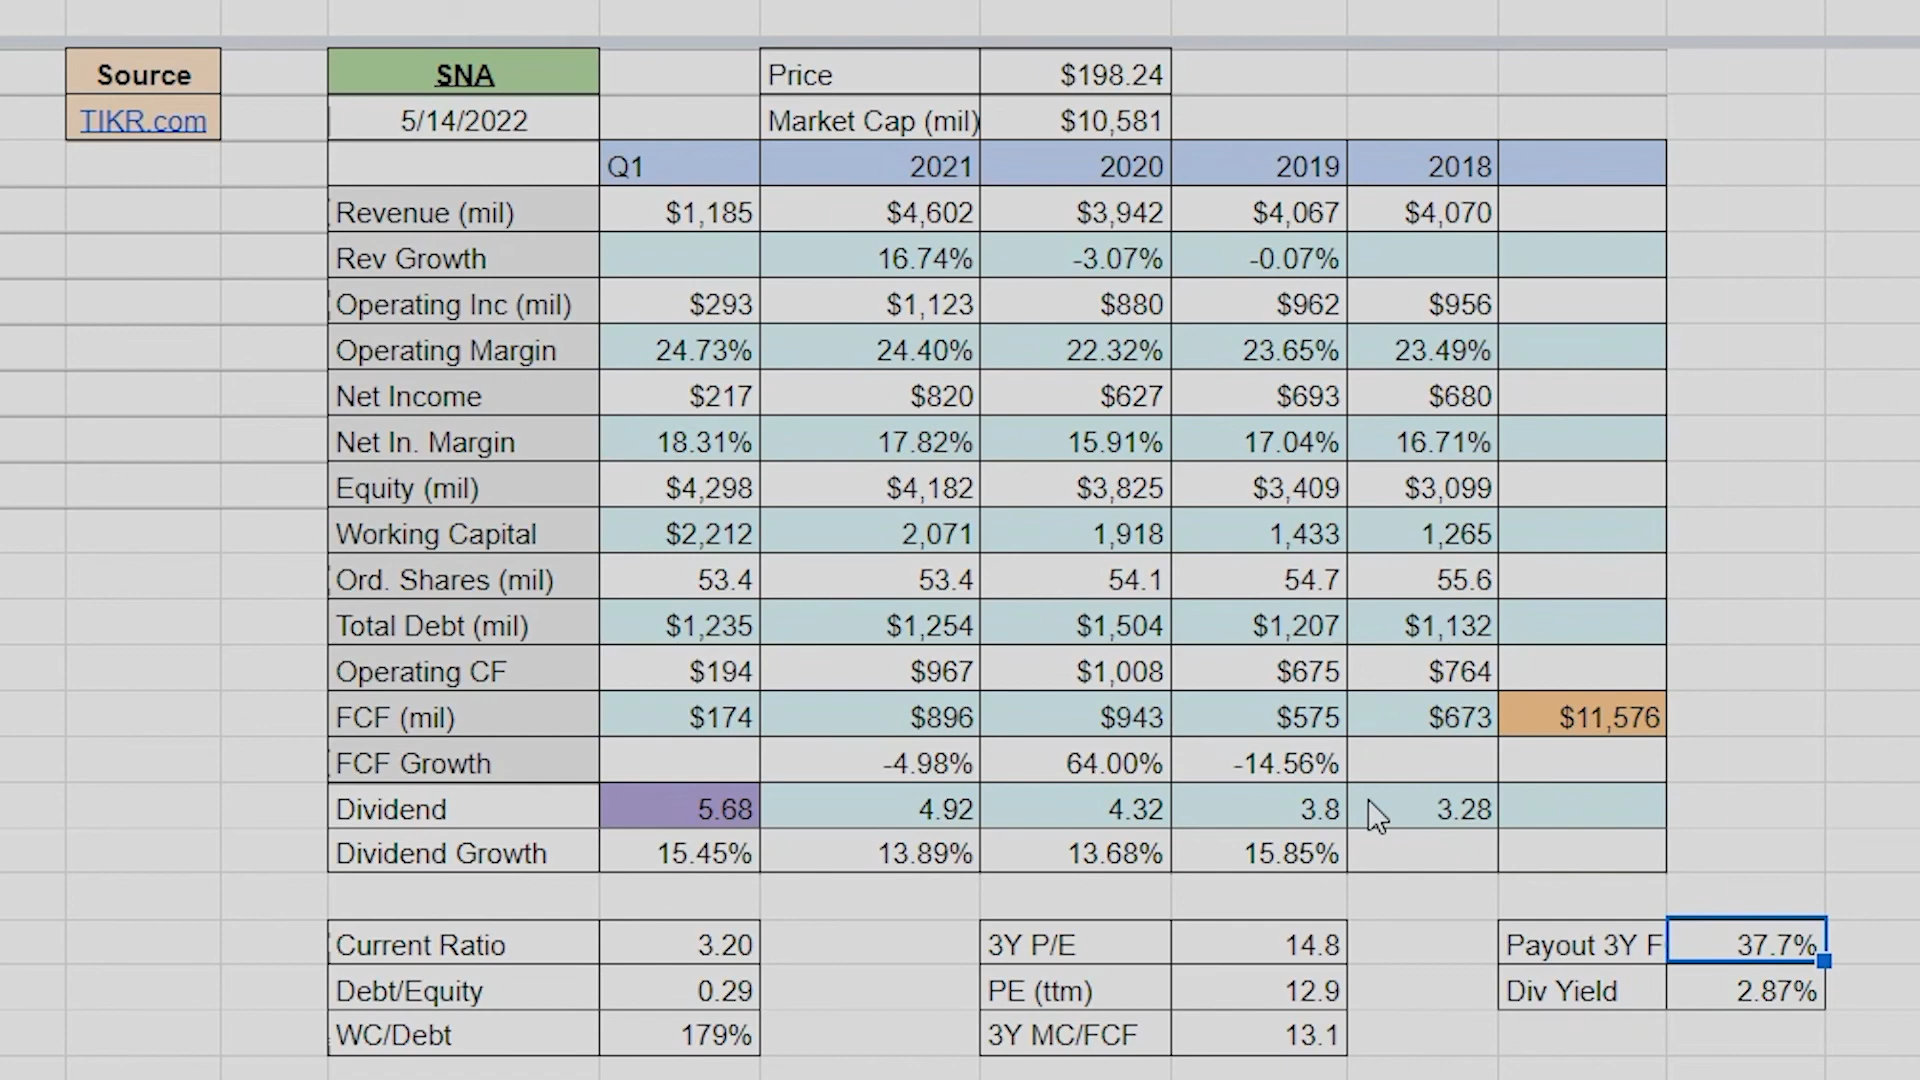 Source SNA Price $198.24
TIKR.com 5/14/2022 Market Cap (mil) $10,581
Q1 2021 2020 2019 2018
Revenue (mil) $1,185 $4,602 $3,942 $4,067 $4,070
Rev Growth 16.74% -3.07% -0.07%
Operating Inc (mil) $293 $1,123 $880 $962 $956
Operating Margin 24.73% 24.40% 22.32% 23.65% 23.49%
Net Income $217 $820 $627 $693 $680
Net In. Margin 18.31% 17.82% 15.91% 17.04% 16.71%
Equity (mil) $4,298 $4,182 $3,825 $3,409 $3,099
Working Capital $2,212 2,071 1,918 1,433 1,265
Ord. Shares (mil) 53.4 53.4 54.1 54.7 55.6
Total Debt (mil) $1,235 $1,254 $1,504 $1,207 $1,132
Operating CF $194 $967 $1,008 $675 $764
FCF (mil) $174 $896 $943 $575 $673 $11,576
FCF Growth -4.98% 64.00% -14.56%
Dividend 5.68 4.92 4.32 3.8 3.28
Dividend Growth 15.45% 13.89% 13.68% 15.85%
Current Ratio 3.20 3Y P/E 14.8 Payout 3Y F 37.7%
Debt/Equity 0.29 PE (ttm) 12.9 Div Yield 2.87%
WC/Debt 179% 3Y MC/FCF 13.1